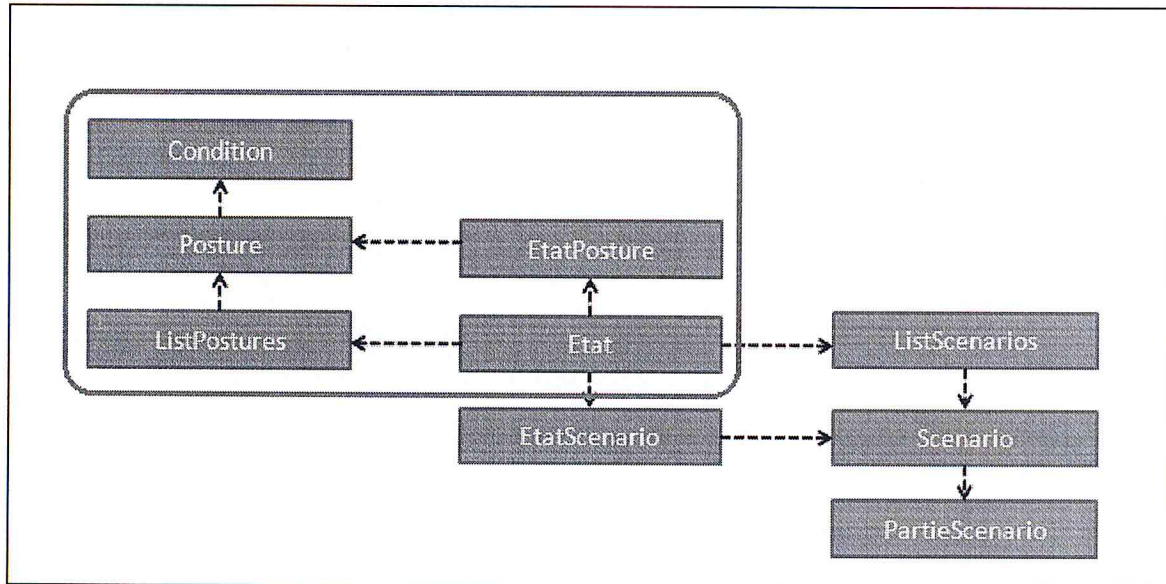 Condition
Posture
EtatPosture
ListPostures
Etat
ListScenarios
EtatScenario
Scenario
PartieScenario